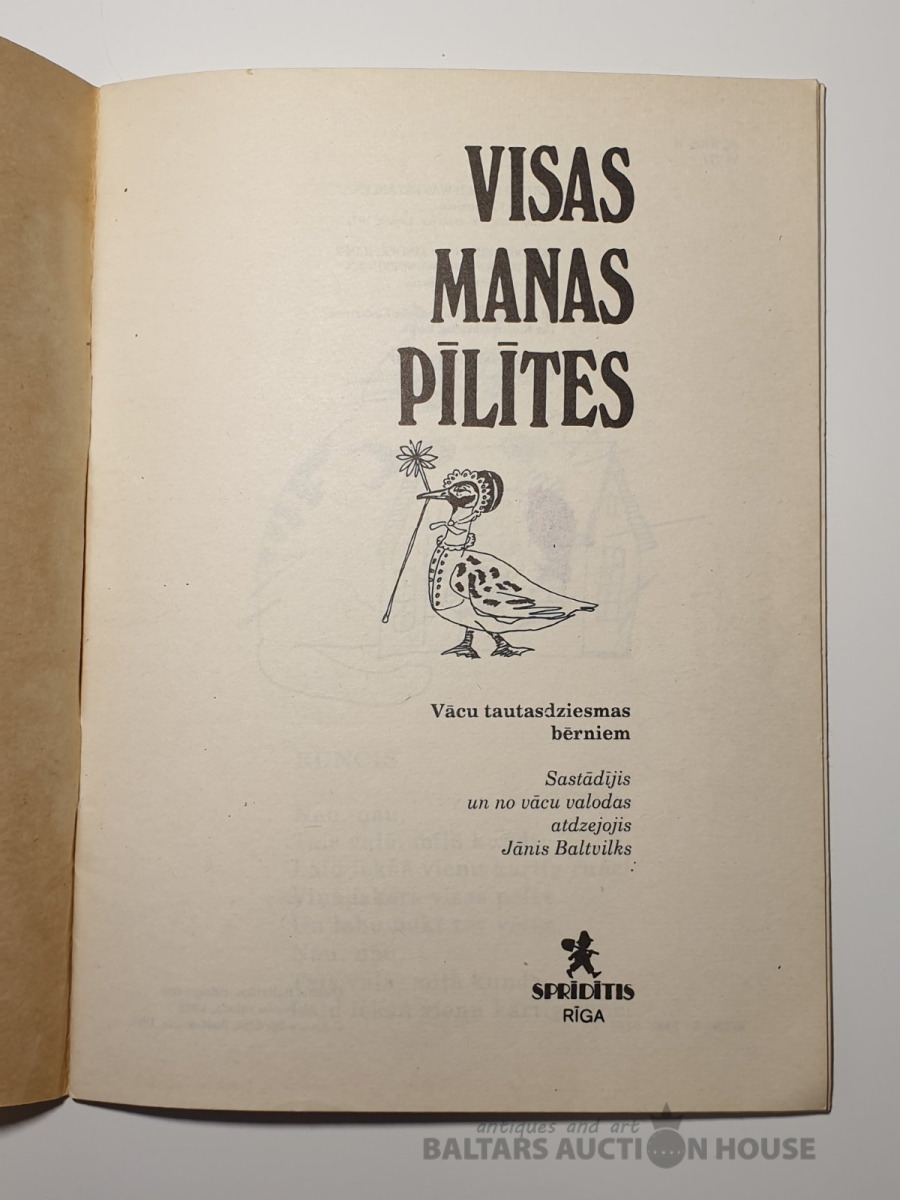 VISAS
MANAS
PĪLĪTES
Vācu tautasdziesmas
bērniem
Sastādījis
un no vācu valodas
atdzejojis
Jānis Baltvilks
SPRĪDĪTIS
RĪGA
antiques and art
BALTARS AUCTION HOUSE